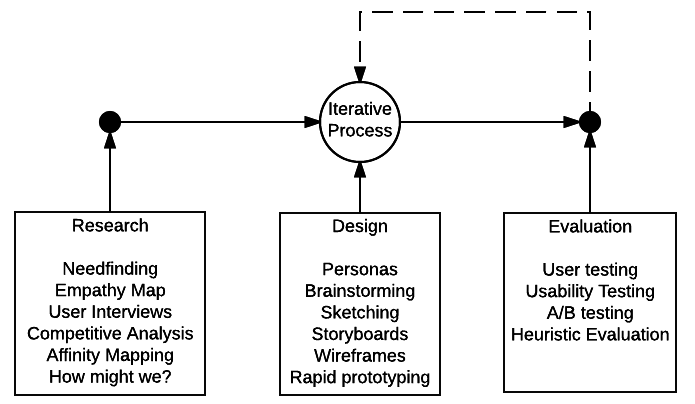 Iterative
Process
Research
Needfinding
Empathy Map
User Interviews
Competitive Analysis
Affinity Mapping
How might we?
Design
Personas
Brainstorming
Sketching
Storyboards
Wireframes
Rapid prototyping
Evaluation
User testing
Usability Testing
A/B testing
Heuristic Evaluation